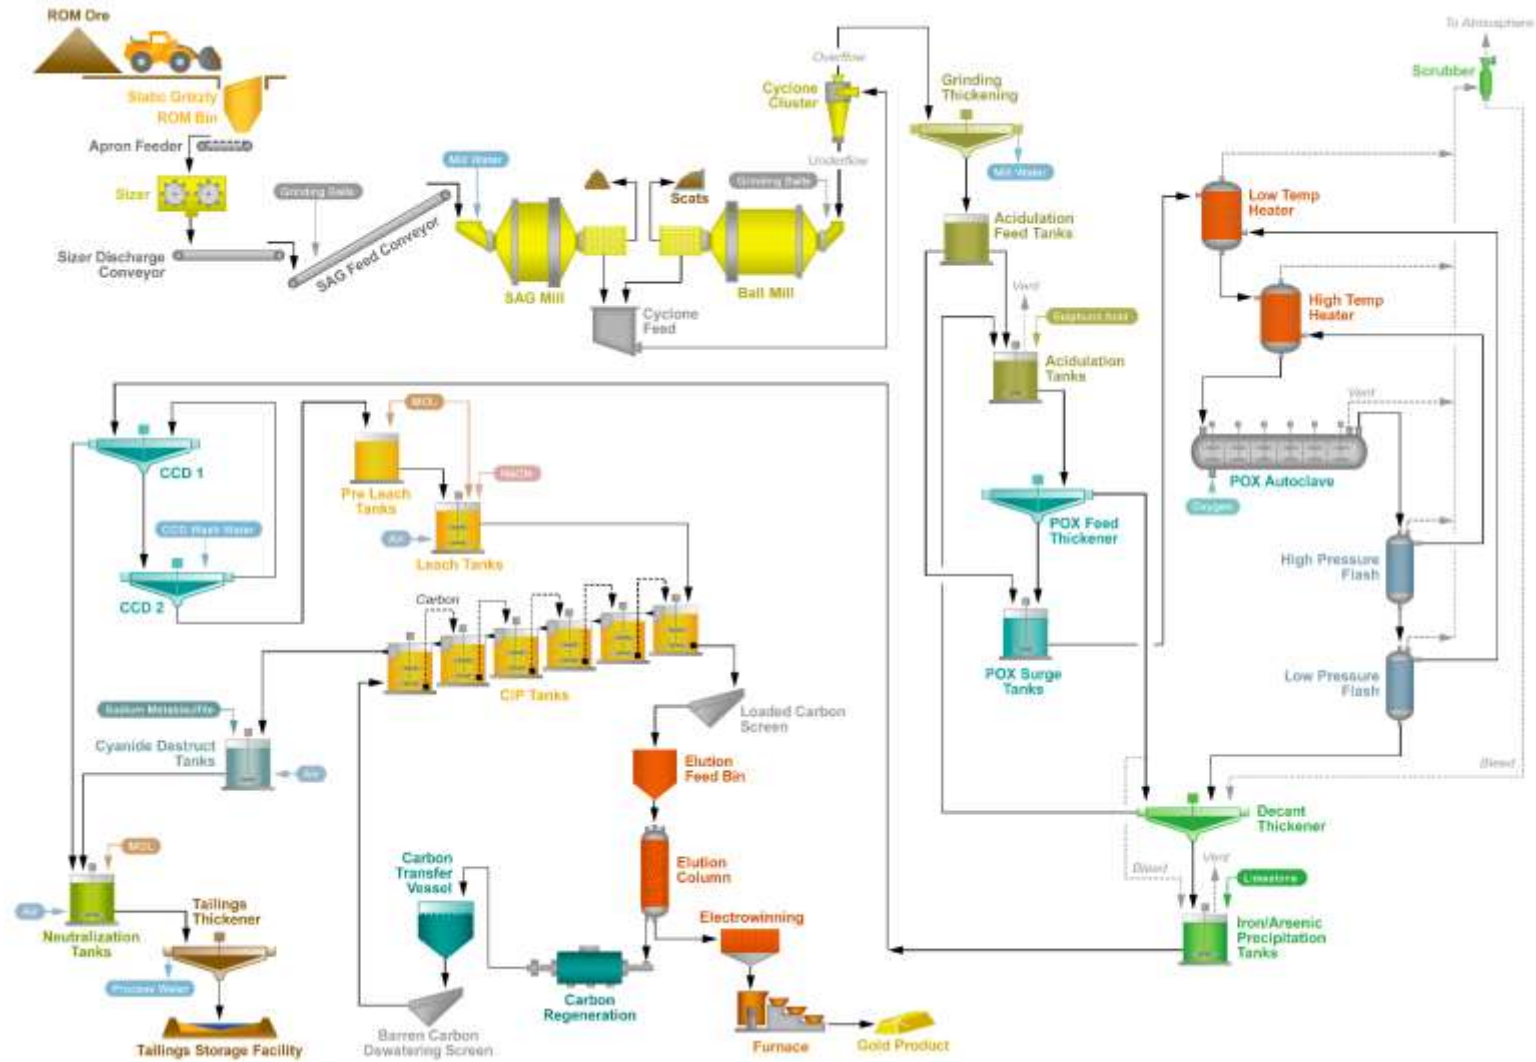 ROM Ore
Static Grizzly
ROM Bin
Apron Feeder
Sizer
Grinding Balls
Sizer Discharge
Conveyor
SAG Feed Conveyor
Mill Water
SAG Mill
Scats
Grinding Balls
Ball Mill
Cyclone
Feed
Cyclone
Cluster
Overflow
Underflow
Grinding
Thickening
Mill Water
Acidulation
Feed Tanks
Vent
Sulphuric Acid
Acidulation
Tanks
To Atmosphere
Scrubber
Low Temp
Heater
High Temp
Heater
Vent
POX Autoclave
Oxygen
High Pressure
Flash
Low Pressure
Flash
Bleed
POX Feed
Thickener
POX Surge
Tanks
Decant
Thickener
Bleed
Vent
Limestone
Iron/Arsenic
Precipitation
Tanks
CCD 1
CCD Wash Water
CCD 2
MOL
Pre Leach
Tanks
NaCN
Air
Leach Tanks
Carbon
CIP Tanks
Loaded Carbon
Screen
Sodium Metabisulfite
Cyanide Destruct
Tanks
Air
Elution
Feed Bin
Elution
Column
Carbon
Transfer
Vessel
Electrowinning
MOL
Air
Neutralization
Tanks
Tailings
Thickener
Process Water
Tailings Storage Facility
Carbon
Regeneration
Barren Carbon
Dewatering Screen
Furnace
Gold Product